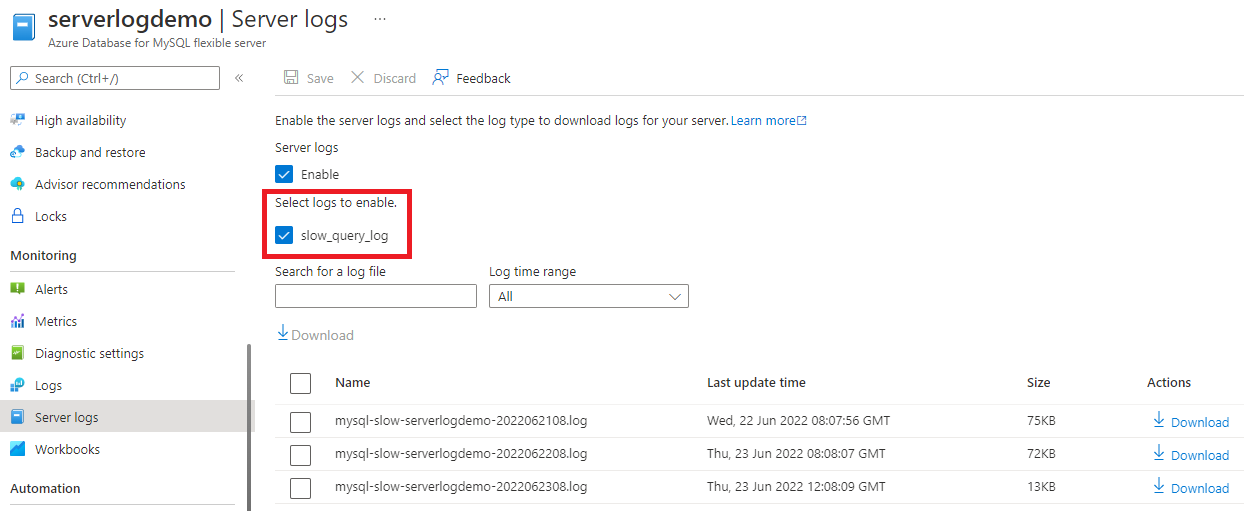 serverlogdemo | Server logs ...
Azure Database for MySQL flexible server
Search (Ctrl+/)
«
High availability
Backup and restore
Advisor recommendations
Locks
Monitoring
Alerts
Metrics
Diagnostic settings
Logs
Server logs
Workbooks
Automation
Save Discard Feedback
Enable the server logs and select the log type to download logs for your server. Learn more
Server logs
Enable
Select logs to enable.
slow_query_log
Search for a log file Log time range
All
Download
Name Last update time Size Actions
mysql-slow-serverlogdemo-2022062108.log Wed, 22 Jun 2022 08:07:56 GMT 75KB Download
mysql-slow-serverlogdemo-2022062208.log Thu, 23 Jun 2022 08:08:07 GMT 72KB Download
mysql-slow-serverlogdemo-2022062308.log Thu, 23 Jun 2022 12:08:09 GMT 13KB Download